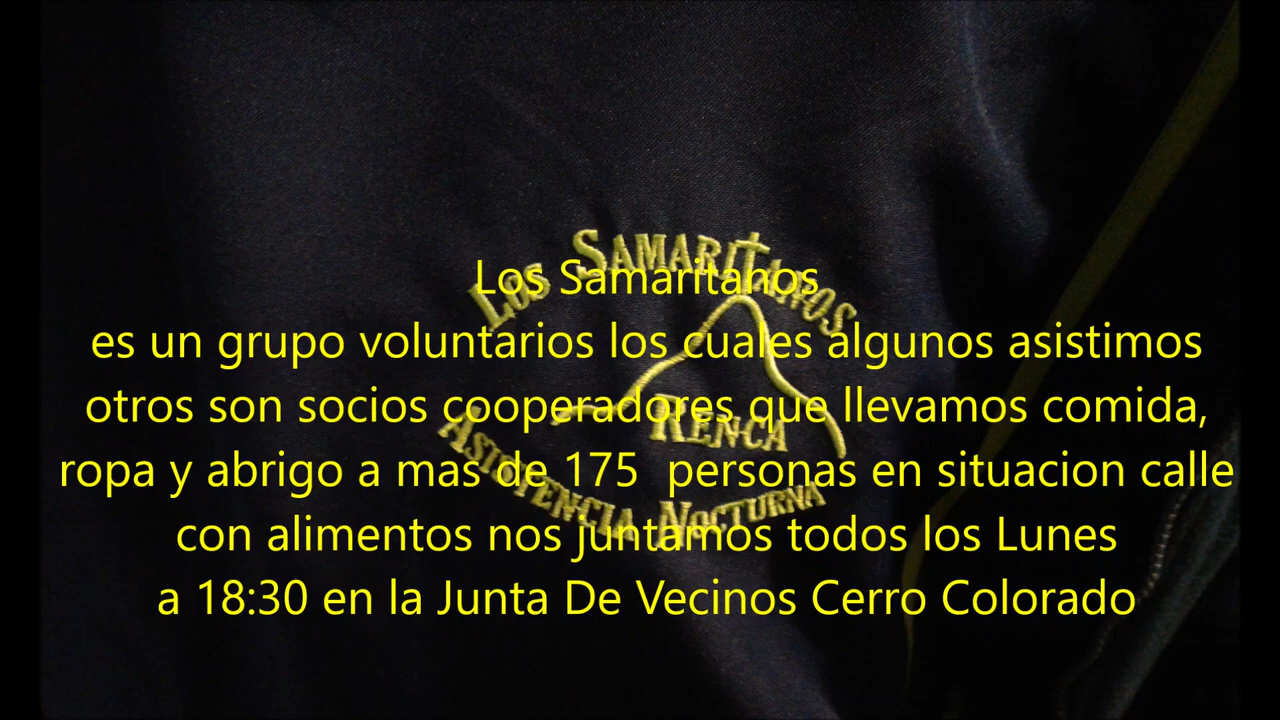 Los Samaritanos
Los Samaritanos
es un grupo voluntarios los cuales algunos asistimos
otros son socios cooperadores que llevamos comida,
Renca
ropa y abrigo a mas de 175 personas en situacion calle
Asistencia Nocturna
con alimentos nos juntamos todos los Lunes
a 18:30 en la Junta De Vecinos Cerro Colorado